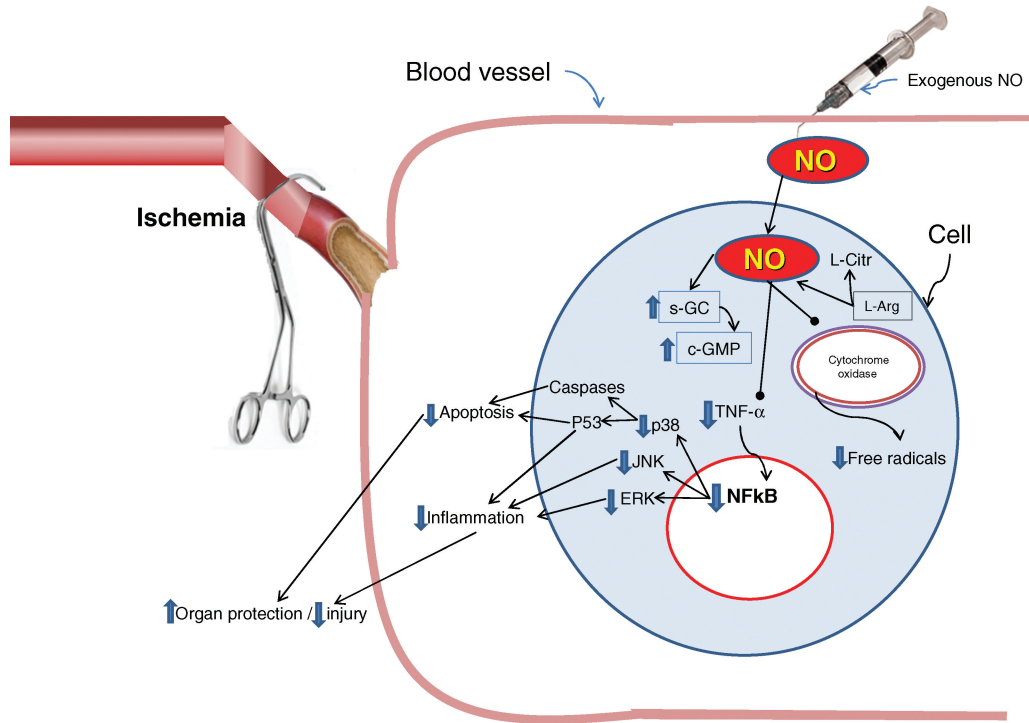 Blood vessel
Exogenous NO
NO
Ischemia
Cell
NO
L-Citr
s-GC
L-Arg
c-GMP
Cytochrome
oxidase
Caspases
Apoptosis
P53
p38
TNF-α
JNK
Free radicals
ERK
NFkB
Inflammation
Organ protection / injury